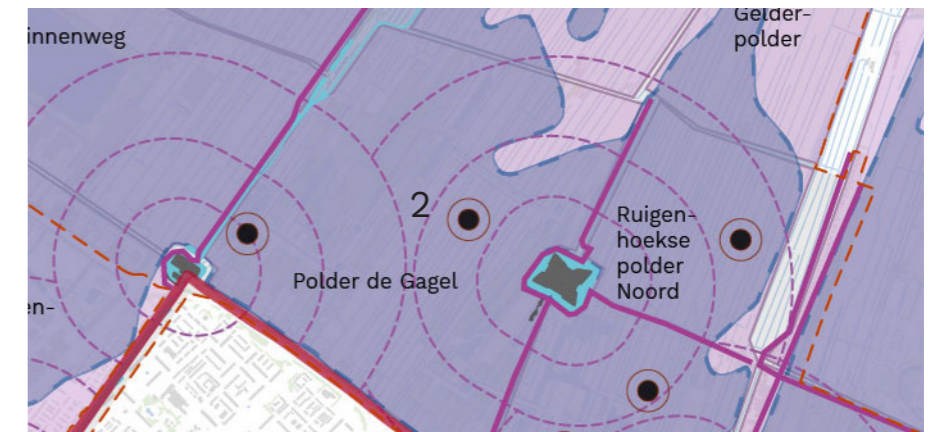 innenweg
Gelder-
polder
2
Ruigen-
hoekse
polder
Noord
Polder de Gagel
en-